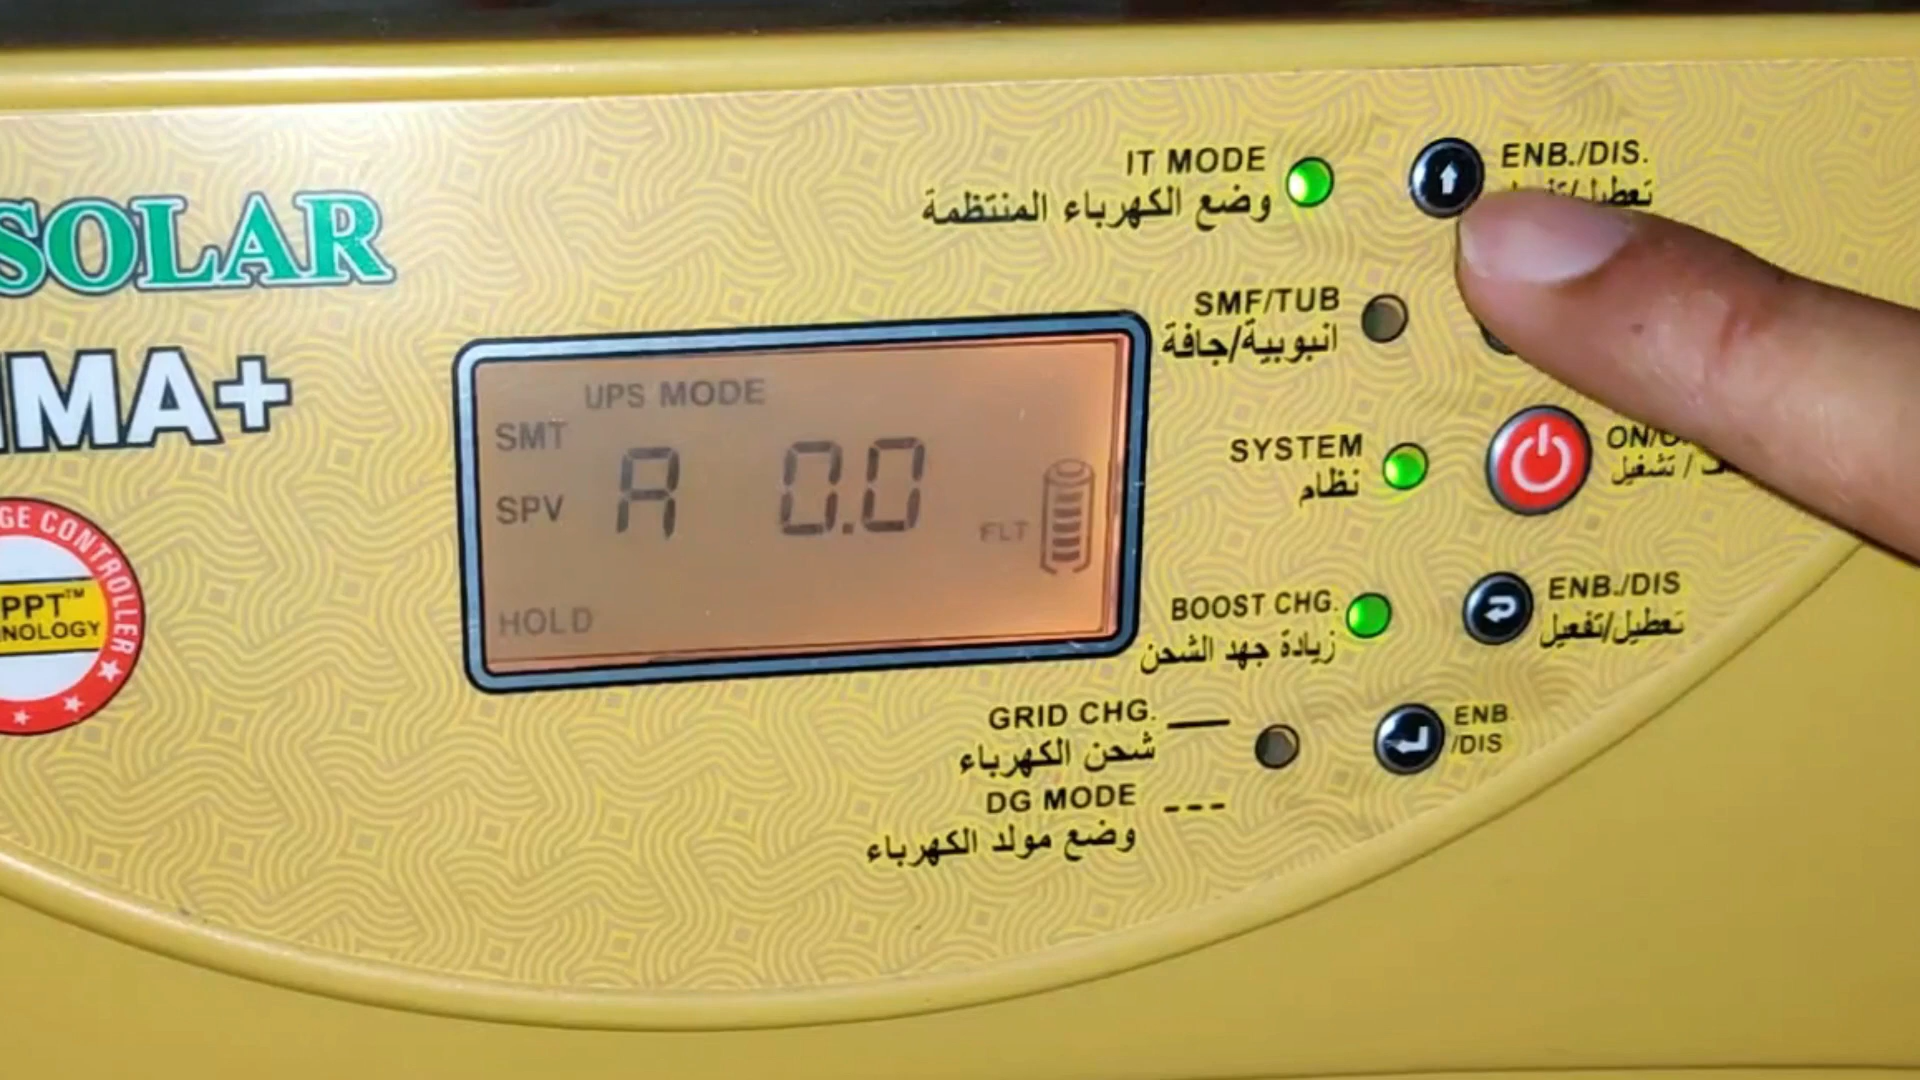 SOLAR
MA+
GE CONTROLLER
PPT™
NOLOGY
UPS MODE
SMT
A 0.0
SPV
FLT
HOLD
IT MODE
وضع الكهرباء المنتظمة
ENB./DIS.
SMF/TUB
انبوبية/جافة
SYSTEM
نظام
BOOST CHG.
زيادة جهد الشحن
ENB./DIS
تعطيل/تفعيل
GRID CHG.
شحن الكهرباء
ENB.
/DIS
DG MODE
وضع مولد الكهرباء